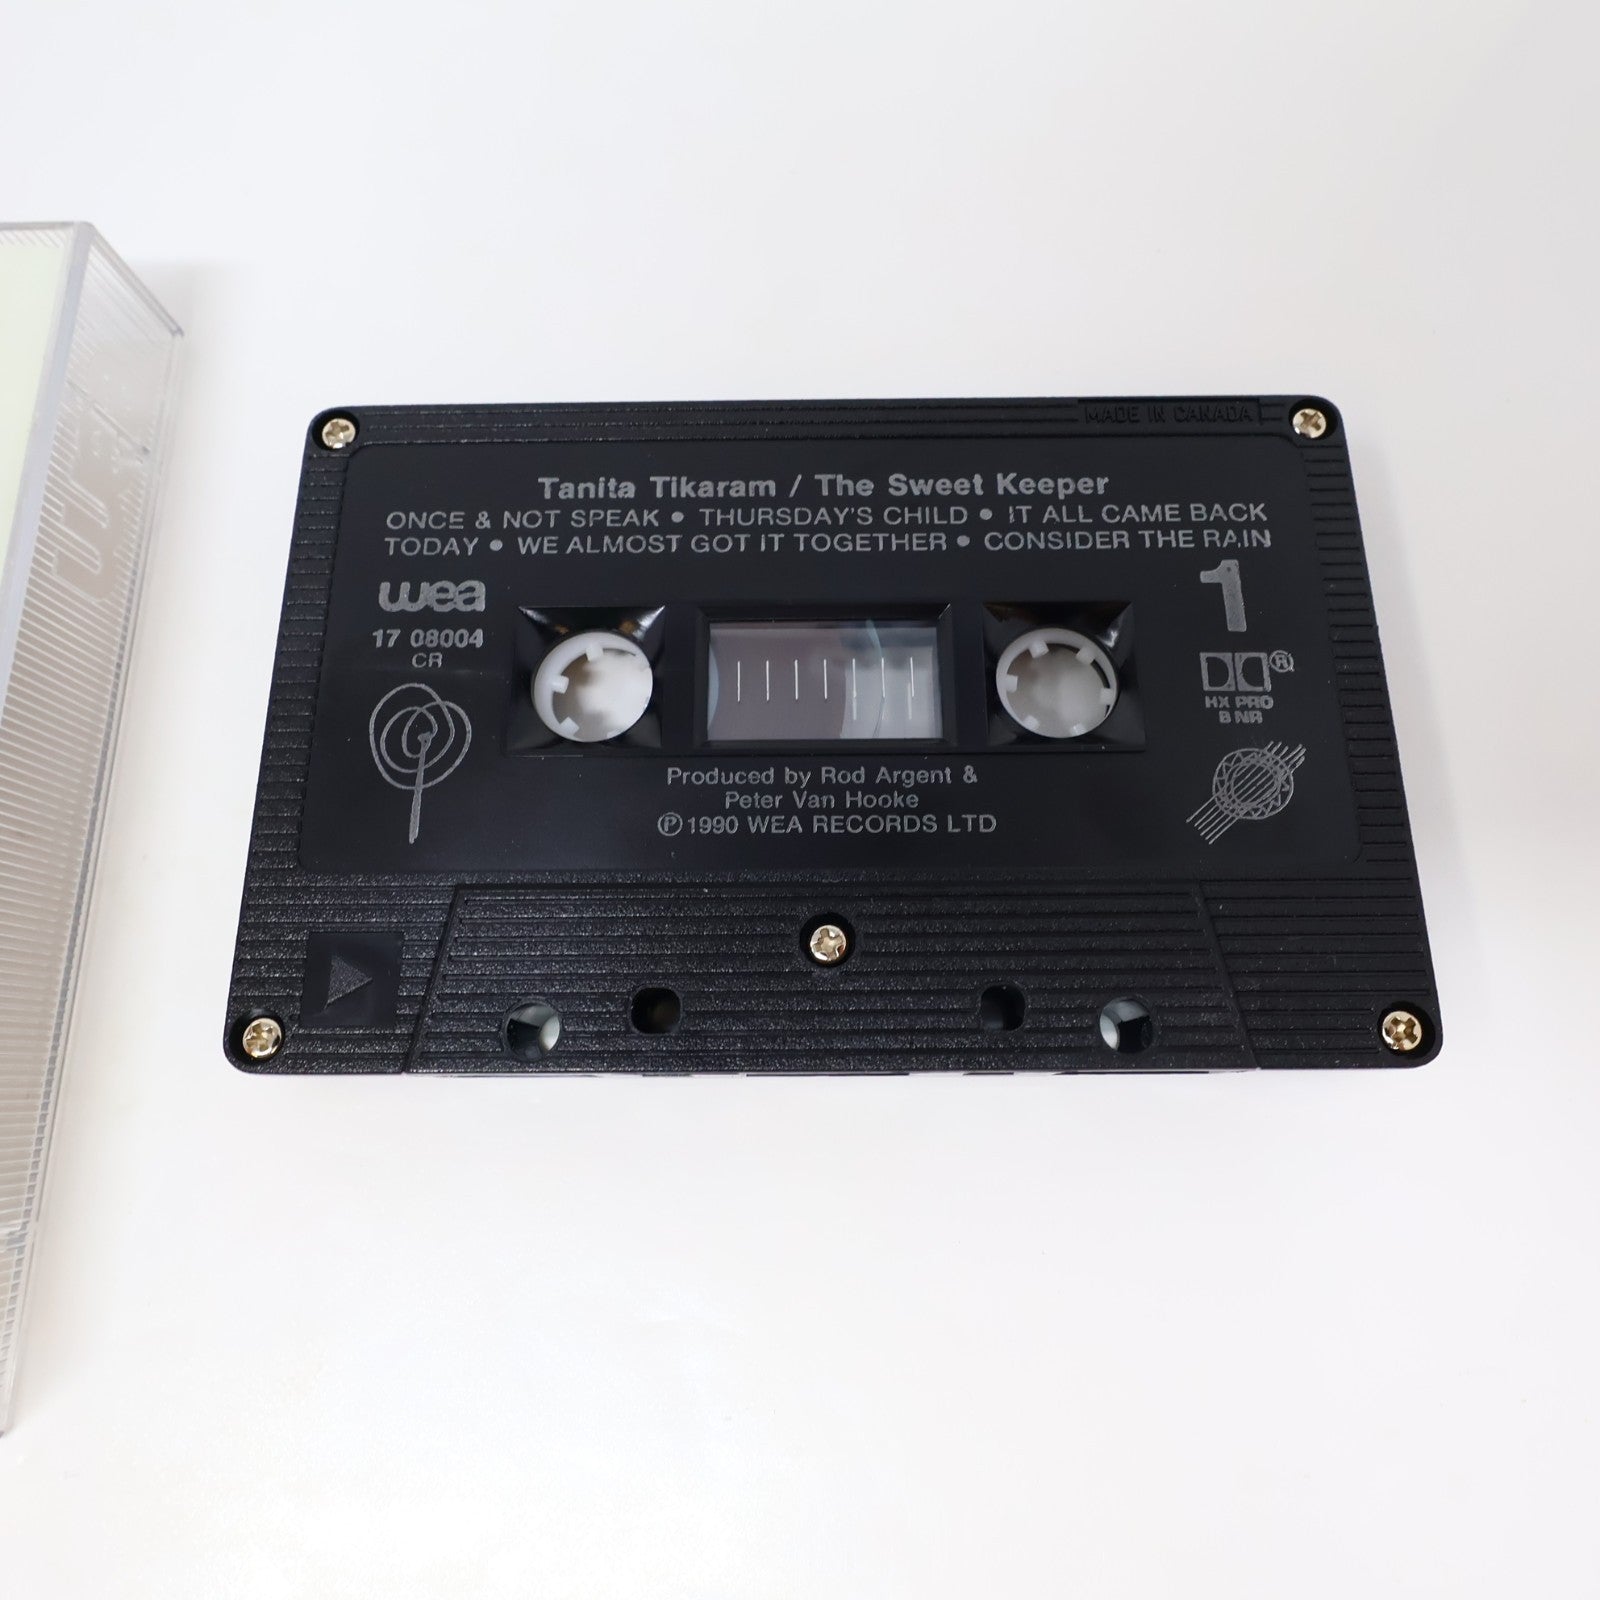 MADE IN CANADA
Tanita Tikaram / The Sweet Keeper
ONCE & NOT SPEAK • THURSDAY'S CHILD • IT ALL CAME BACK
TODAY • WE ALMOST GOT IT TOGETHER • CONSIDER THE RAIN
wea
1
17 08004
CR
HX PRO
B NR
Produced by Rod Argent &
Peter Van Hooke
Ⓟ 1990 WEA RECORDS LTD